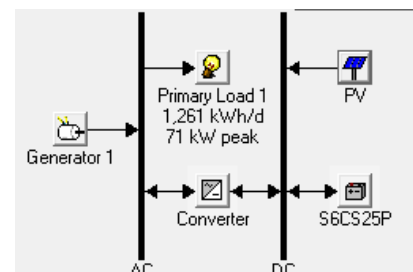 Primary Load 1
1,261 kWh/d
71 kW peak
PV
Generator 1
Converter
S6CS25P
AC
DC